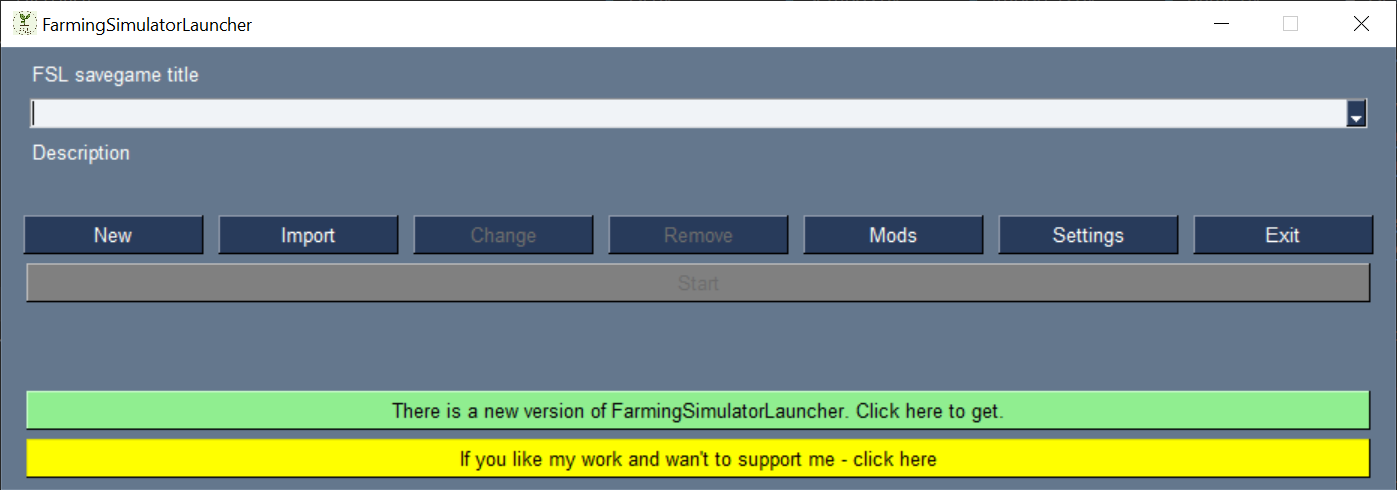 FarmingSimulatorLauncher
FSL savegame title
Description
New Import Change Remove Mods Settings Exit
Start
There is a new version of FarmingSimulatorLauncher. Click here to get.
If you like my work and wan't to support me - click here